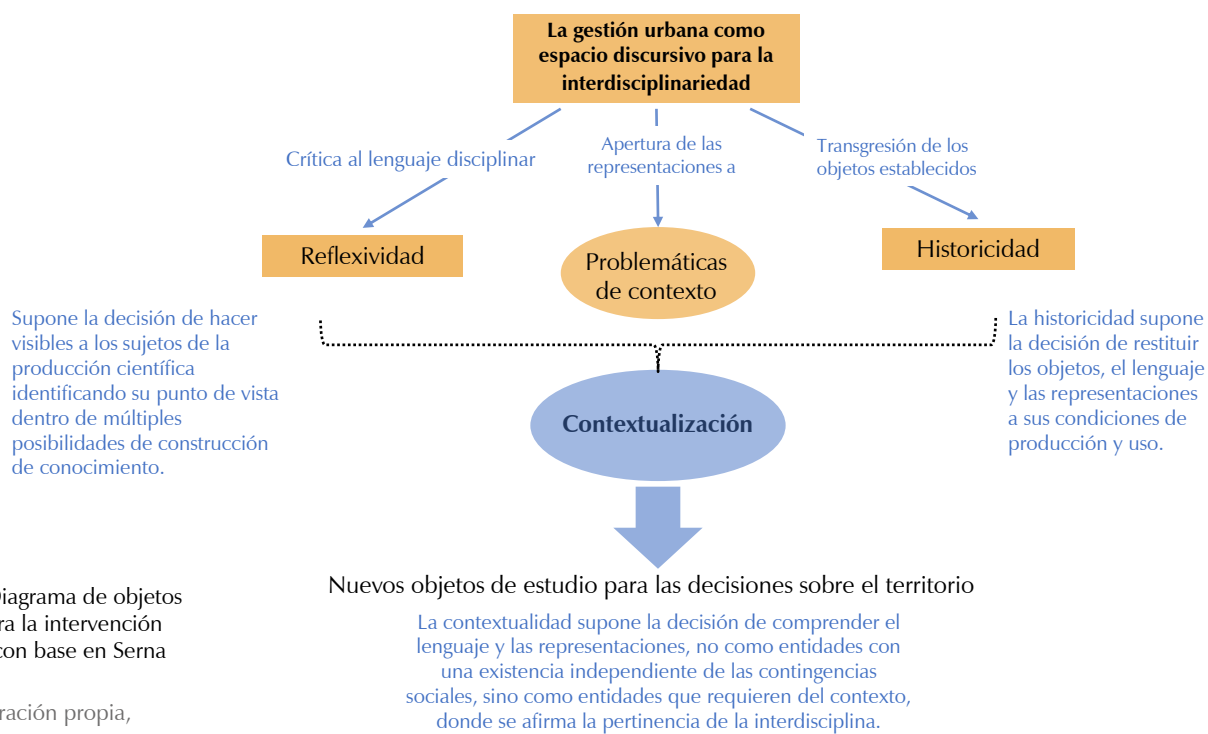 La gestión urbana como
espacio discursivo para la
interdisciplinariedad
Crítica al lenguaje disciplinar
Apertura de las
representaciones a
Transgresión de los
objetos establecidos
Reflexividad
Problemáticas
de contexto
Historicidad
Supone la decisión de hacer
visibles a los sujetos de la
producción científica
identificando su punto de vista
dentro de múltiples
posibilidades de construcción
de conocimiento.
La historicidad supone
la decisión de restituir
los objetos, el lenguaje
y las representaciones
a sus condiciones de
producción y uso.
Contextualización
Nuevos objetos de estudio para las decisiones sobre el territorio
La contextualidad supone la decisión de comprender el
lenguaje y las representaciones, no como entidades con
una existencia independiente de las contingencias
sociales, sino como entidades que requieren del contexto,
donde se afirma la pertinencia de la interdisciplina.
Diagrama de objetos
ra la intervención
con base en Serna
ración propia,